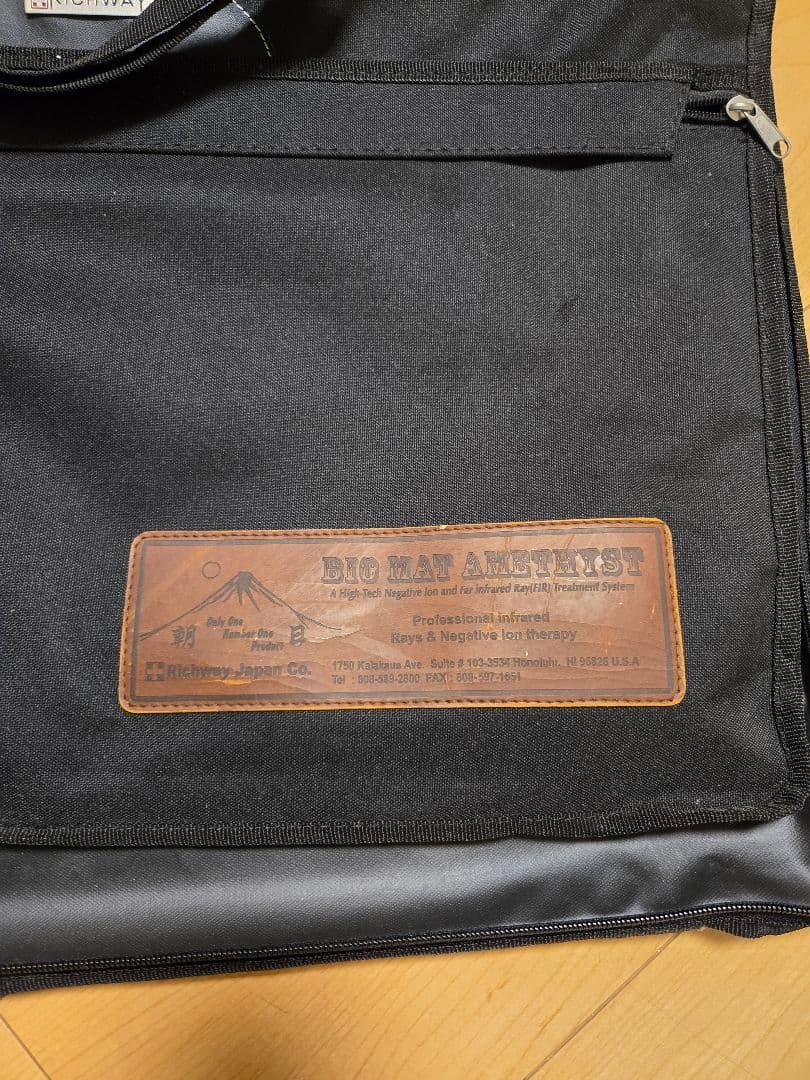 RICHWAY
BIO MAT AMETHYST
A High-Tech Negative Ion and Far Infrared Ray(FIR) Treatment System
Only One
Number One
Product
朝 日
Professional Infrared
Rays & Negative Ion therapy
Richway Japan Co.
1750 Kalakaua Ave. Suite # 103-3534 Honolulu. HI 96826 U.S.A
Tel : 808-589-2800 FAX : 808-597-1651